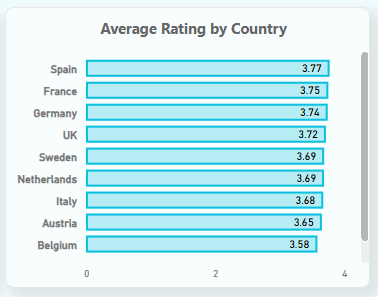 Average Rating by Country
Spain 3.77
France 3.75
Germany 3.74
UK 3.72
Sweden 3.69
Netherlands 3.69
Italy 3.68
Austria 3.65
Belgium 3.58
0 2 4